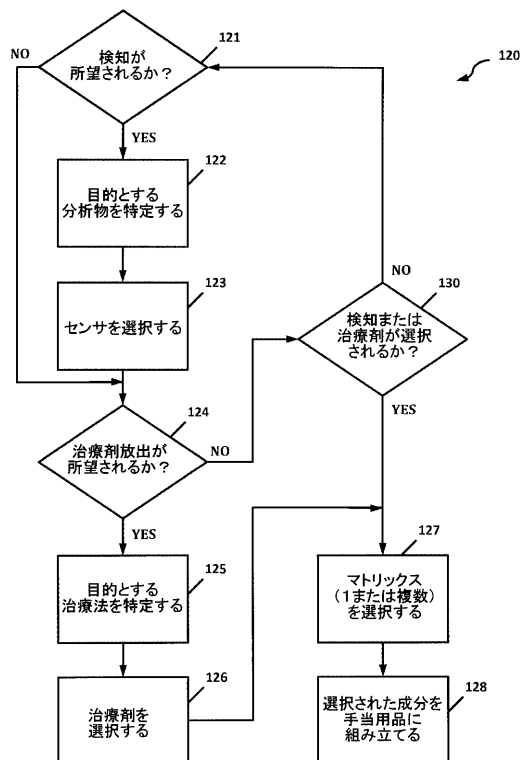 121
検知が
所望されるか？
NO
120
YES
122
目的とする
分析物を特定する
123
センサを選択する
NO
130
検知または
治療剤が選択
されるか？
124
治療剤放出が
所望されるか？
NO
YES
YES
125
目的とする
治療法を特定する
127
マトリックス
（1または複数）
を選択する
126
治療剤を
選択する
128
選択された成分を
手当用品に
組み立てる